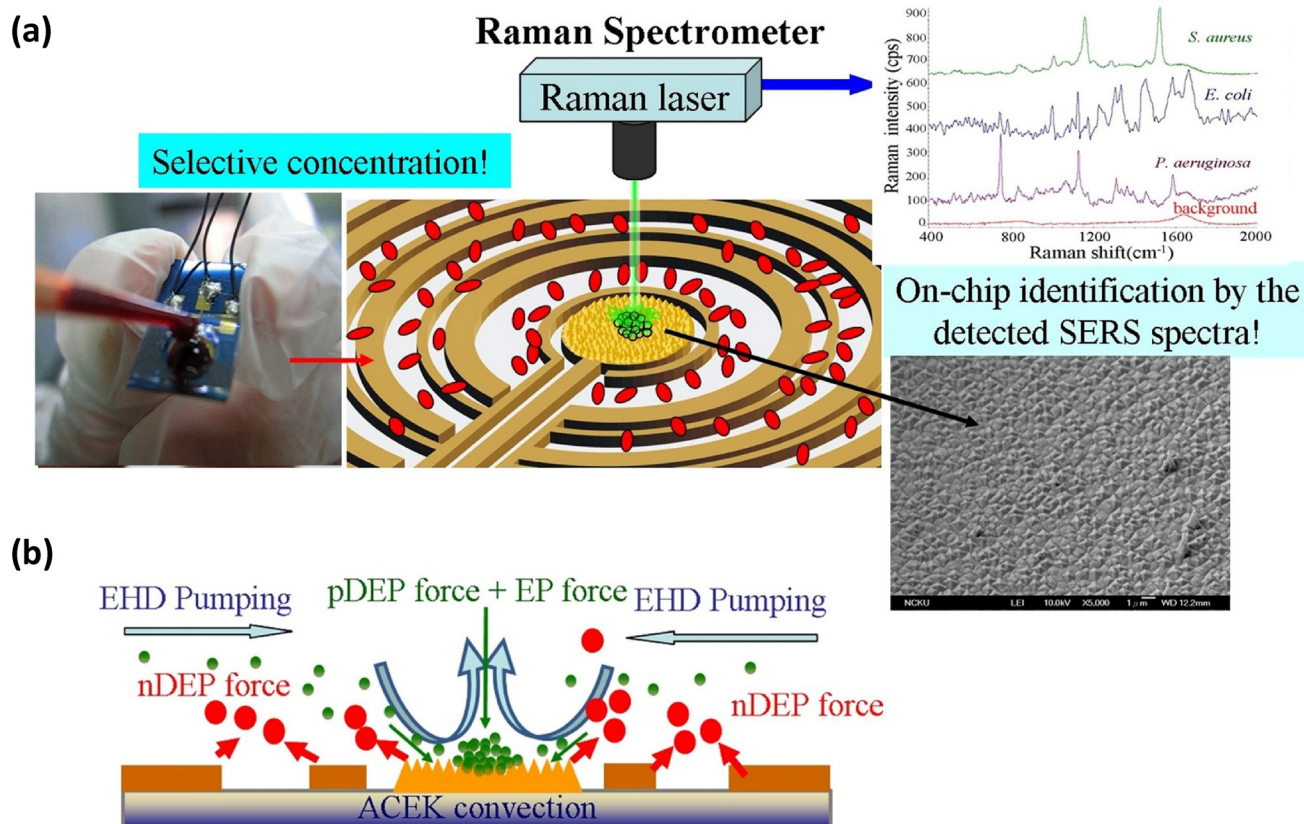 (a)
Raman Spectrometer
Raman laser
Selective concentration!
900
800
700
600
500
400
300
200
100
0
Raman intensity (cps)
S. aureus
E. coli
P. aeruginosa
background
400
800
1200
1600
2000
Raman shift(cm-1)
On-chip identification by the
detected SERS spectra!
NCKU LEI 10.0kV X5,000 1μm WD 12.2mm
(b)
EHD Pumping
pDEP force + EP force
EHD Pumping
nDEP force
nDEP force
ACEK convection